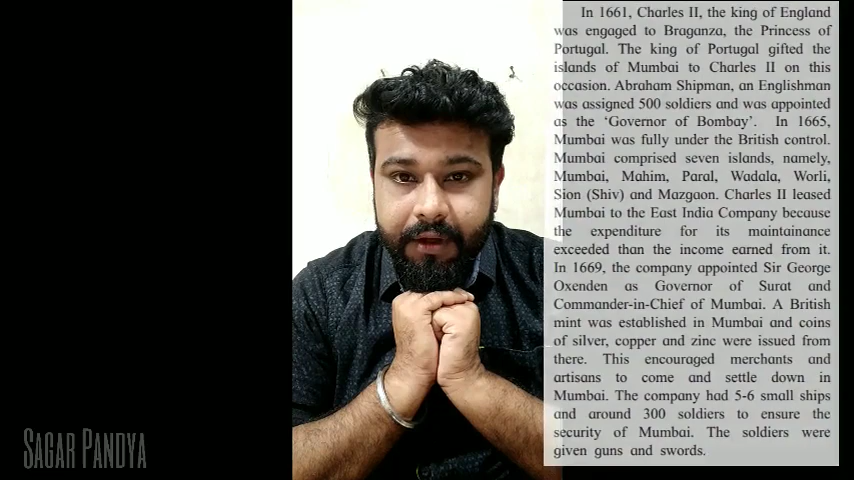 In 1661, Charles II, the king of England
was engaged to Braganza, the Princess of
Portugal. The king of Portugal gifted the
islands of Mumbai to Charles II on this
occasion. Abraham Shipman, an Englishman
was assigned 500 soldiers and was appointed
as the ‘Governor of Bombay’. In 1665,
Mumbai was fully under the British control.
Mumbai comprised seven islands, namely,
Mumbai, Mahim, Paral, Wadala, Worli,
Sion (Shiv) and Mazgaon. Charles II leased
Mumbai to the East India Company because
the expenditure for its maintainance
exceeded than the income earned from it.
In 1669, the company appointed Sir George
Oxenden as Governor of Surat and
Commander-in-Chief of Mumbai. A British
mint was established in Mumbai and coins
of silver, copper and zinc were issued from
there. This encouraged merchants and
artisans to come and settle down in
Mumbai. The company had 5-6 small ships
and around 300 soldiers to ensure the
security of Mumbai. The soldiers were
given guns and swords.
SAGAR PANDYA